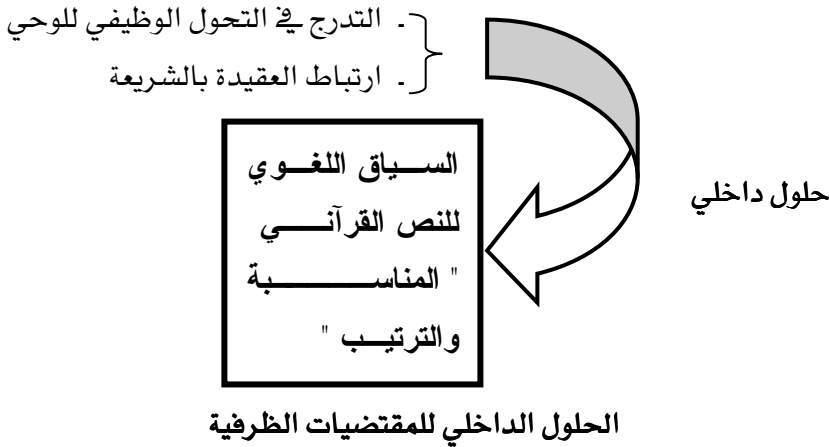 . التدرج في التحول الوظيفي للوحي
. ارتباط العقيدة بالشريعة
السياق اللغوي
للنص القرآني
" المناسبة
والترتيب "
حلول داخلي
الحلول الداخلي للمقتضيات الظرفية